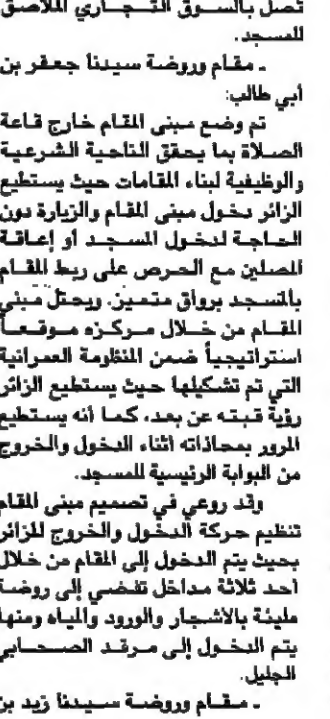 تصل بالسوق التجاري الملاصق
للمسجد.
ـ مقام وروضة سيدنا جعفر بن
أبي طالب:
تم وضع مبنى المقام خارج قاعة
الصلاة بما يحقق الناحية الشرعية
والوظيفية لبناء المقامات حيث يستطيع
الزائر دخول مبنى المقام والزيارة دون
الحاجة لدخول المسجد أو إعاقة
المصلين مع الحرص على ربط المقام
بالمسجد برواق متميز. ويحتل مبنى
المقام من خلال مركزه موقعاً
استراتيجياً ضمن المنظومة العمرانية
التي تم تشكيلها حيث يستطيع الزائر
رؤية قبته عن بعد، كما أنه يستطيع
المرور بمحاذاته أثناء الدخول والخروج
من البوابة الرئيسية للمسجد.
وقد روعي في تصميم مبنى المقام
تنظيم حركة الدخول والخروج للزائر
بحيث يتم الدخول إلى المقام من خلال
أحد ثلاثة مداخل تفضي إلى روضة
مليئة بالأشجار والورود والمياه ومنها
يتم الدخول إلى مرقد الصحابي
الجليل.
ـ مقام وروضة سيدنا زيد بن